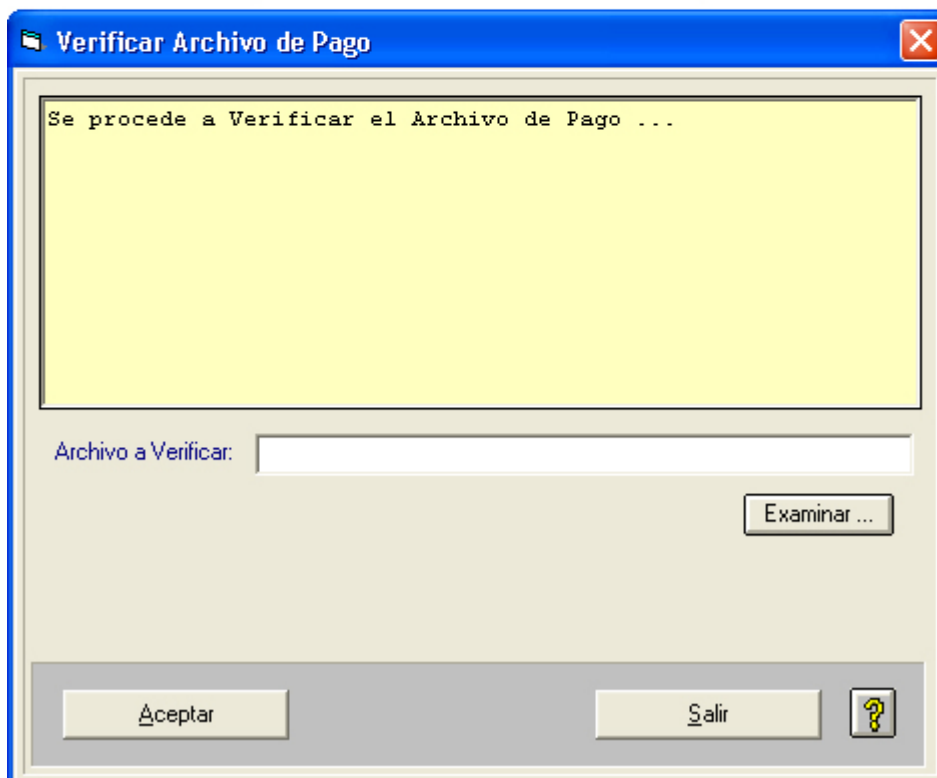 Verificar Archivo de Pago
Se procede a Verificar el Archivo de Pago ...
Archivo a Verificar:
Examinar ...
Aceptar
Salir
?